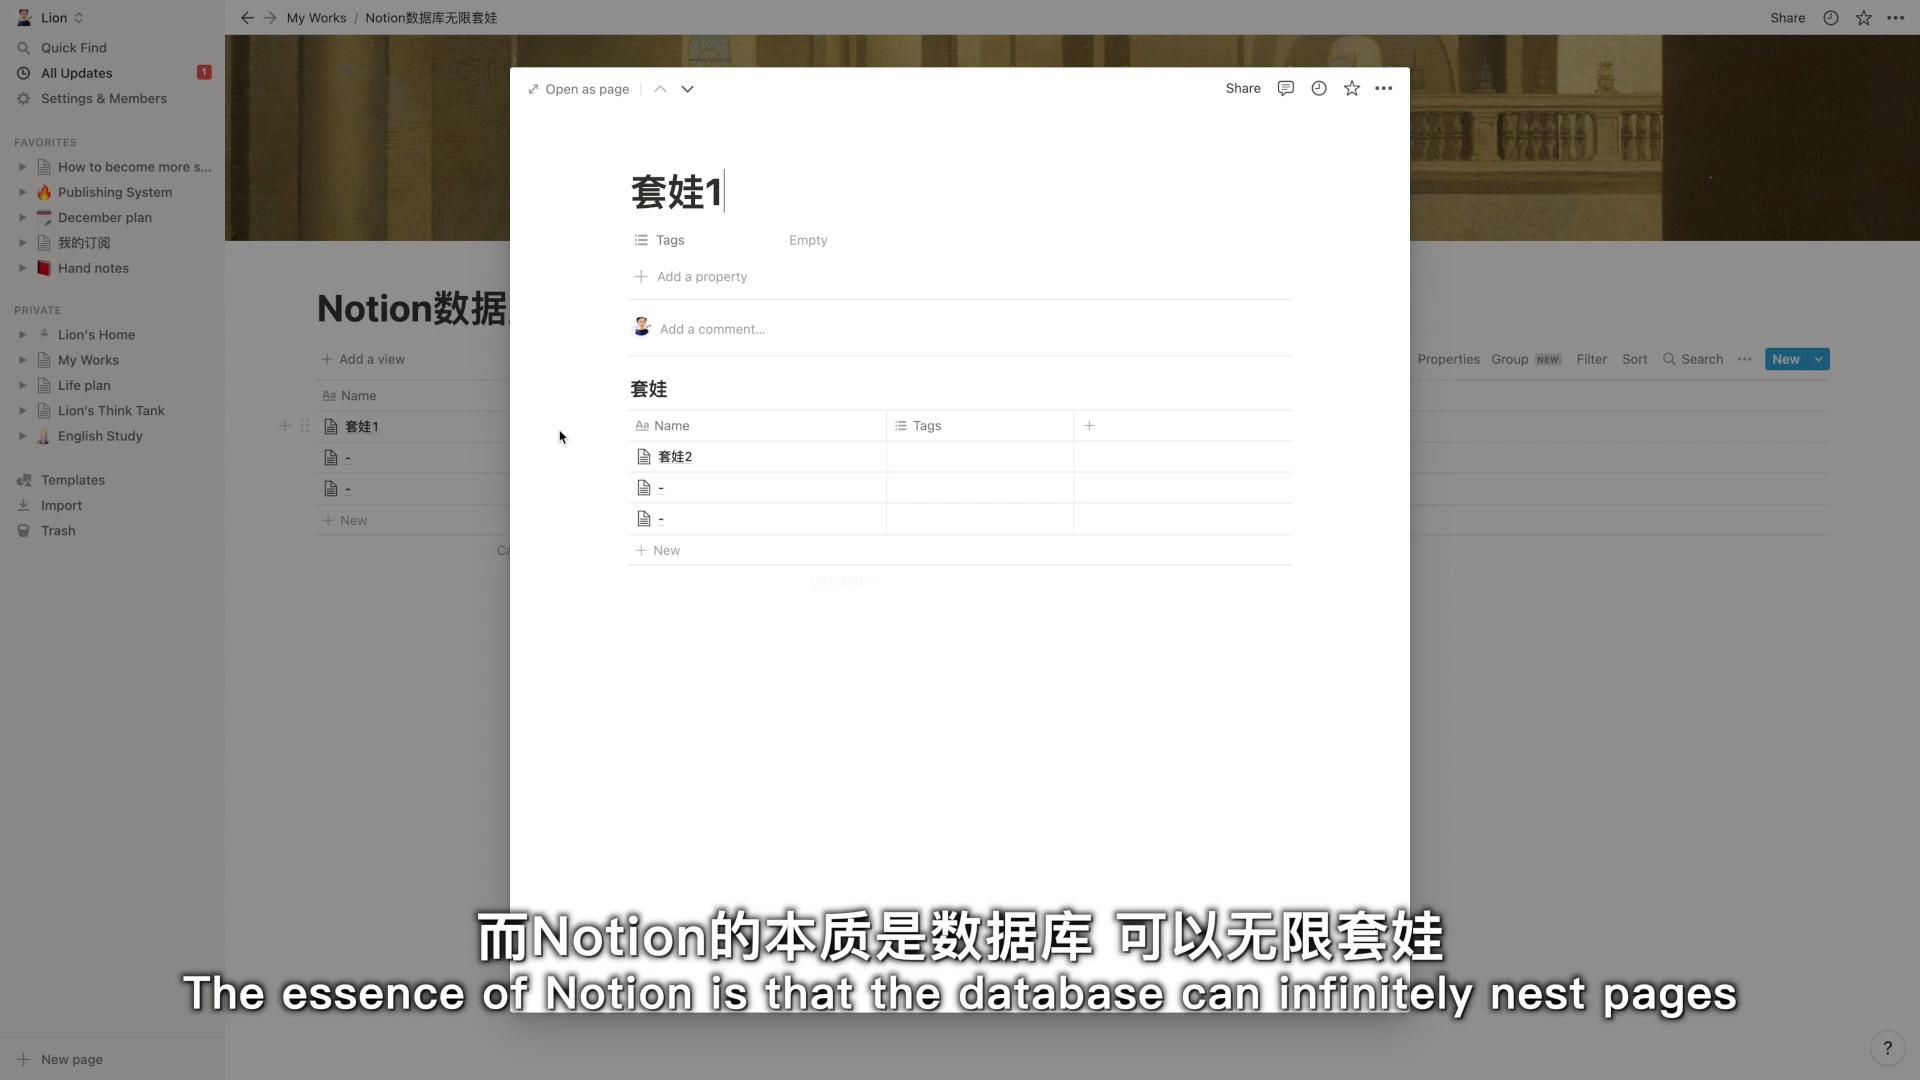 Lion
Quick Find
All Updates
1
Settings & Members
FAVORITES
How to become more s...
Publishing System
December plan
我的订阅
Hand notes
PRIVATE
Lion's Home
My Works
Life plan
Lion's Think Tank
English Study
Templates
Import
Trash
New page
My Works / Notion数据库无限套娃
Share
Notion数据
Add a view
Properties Group NEW Filter Sort Search New
Aa Name
套娃1
-
-
New
Ca
Open as page
Share
套娃1
Tags Empty
Add a property
Add a comment...
套娃
Aa Name Tags
套娃2
-
-
New
Calculate
而Notion的本质是数据库 可以无限套娃
The essence of Notion is that the database can infinitely nest pages
?